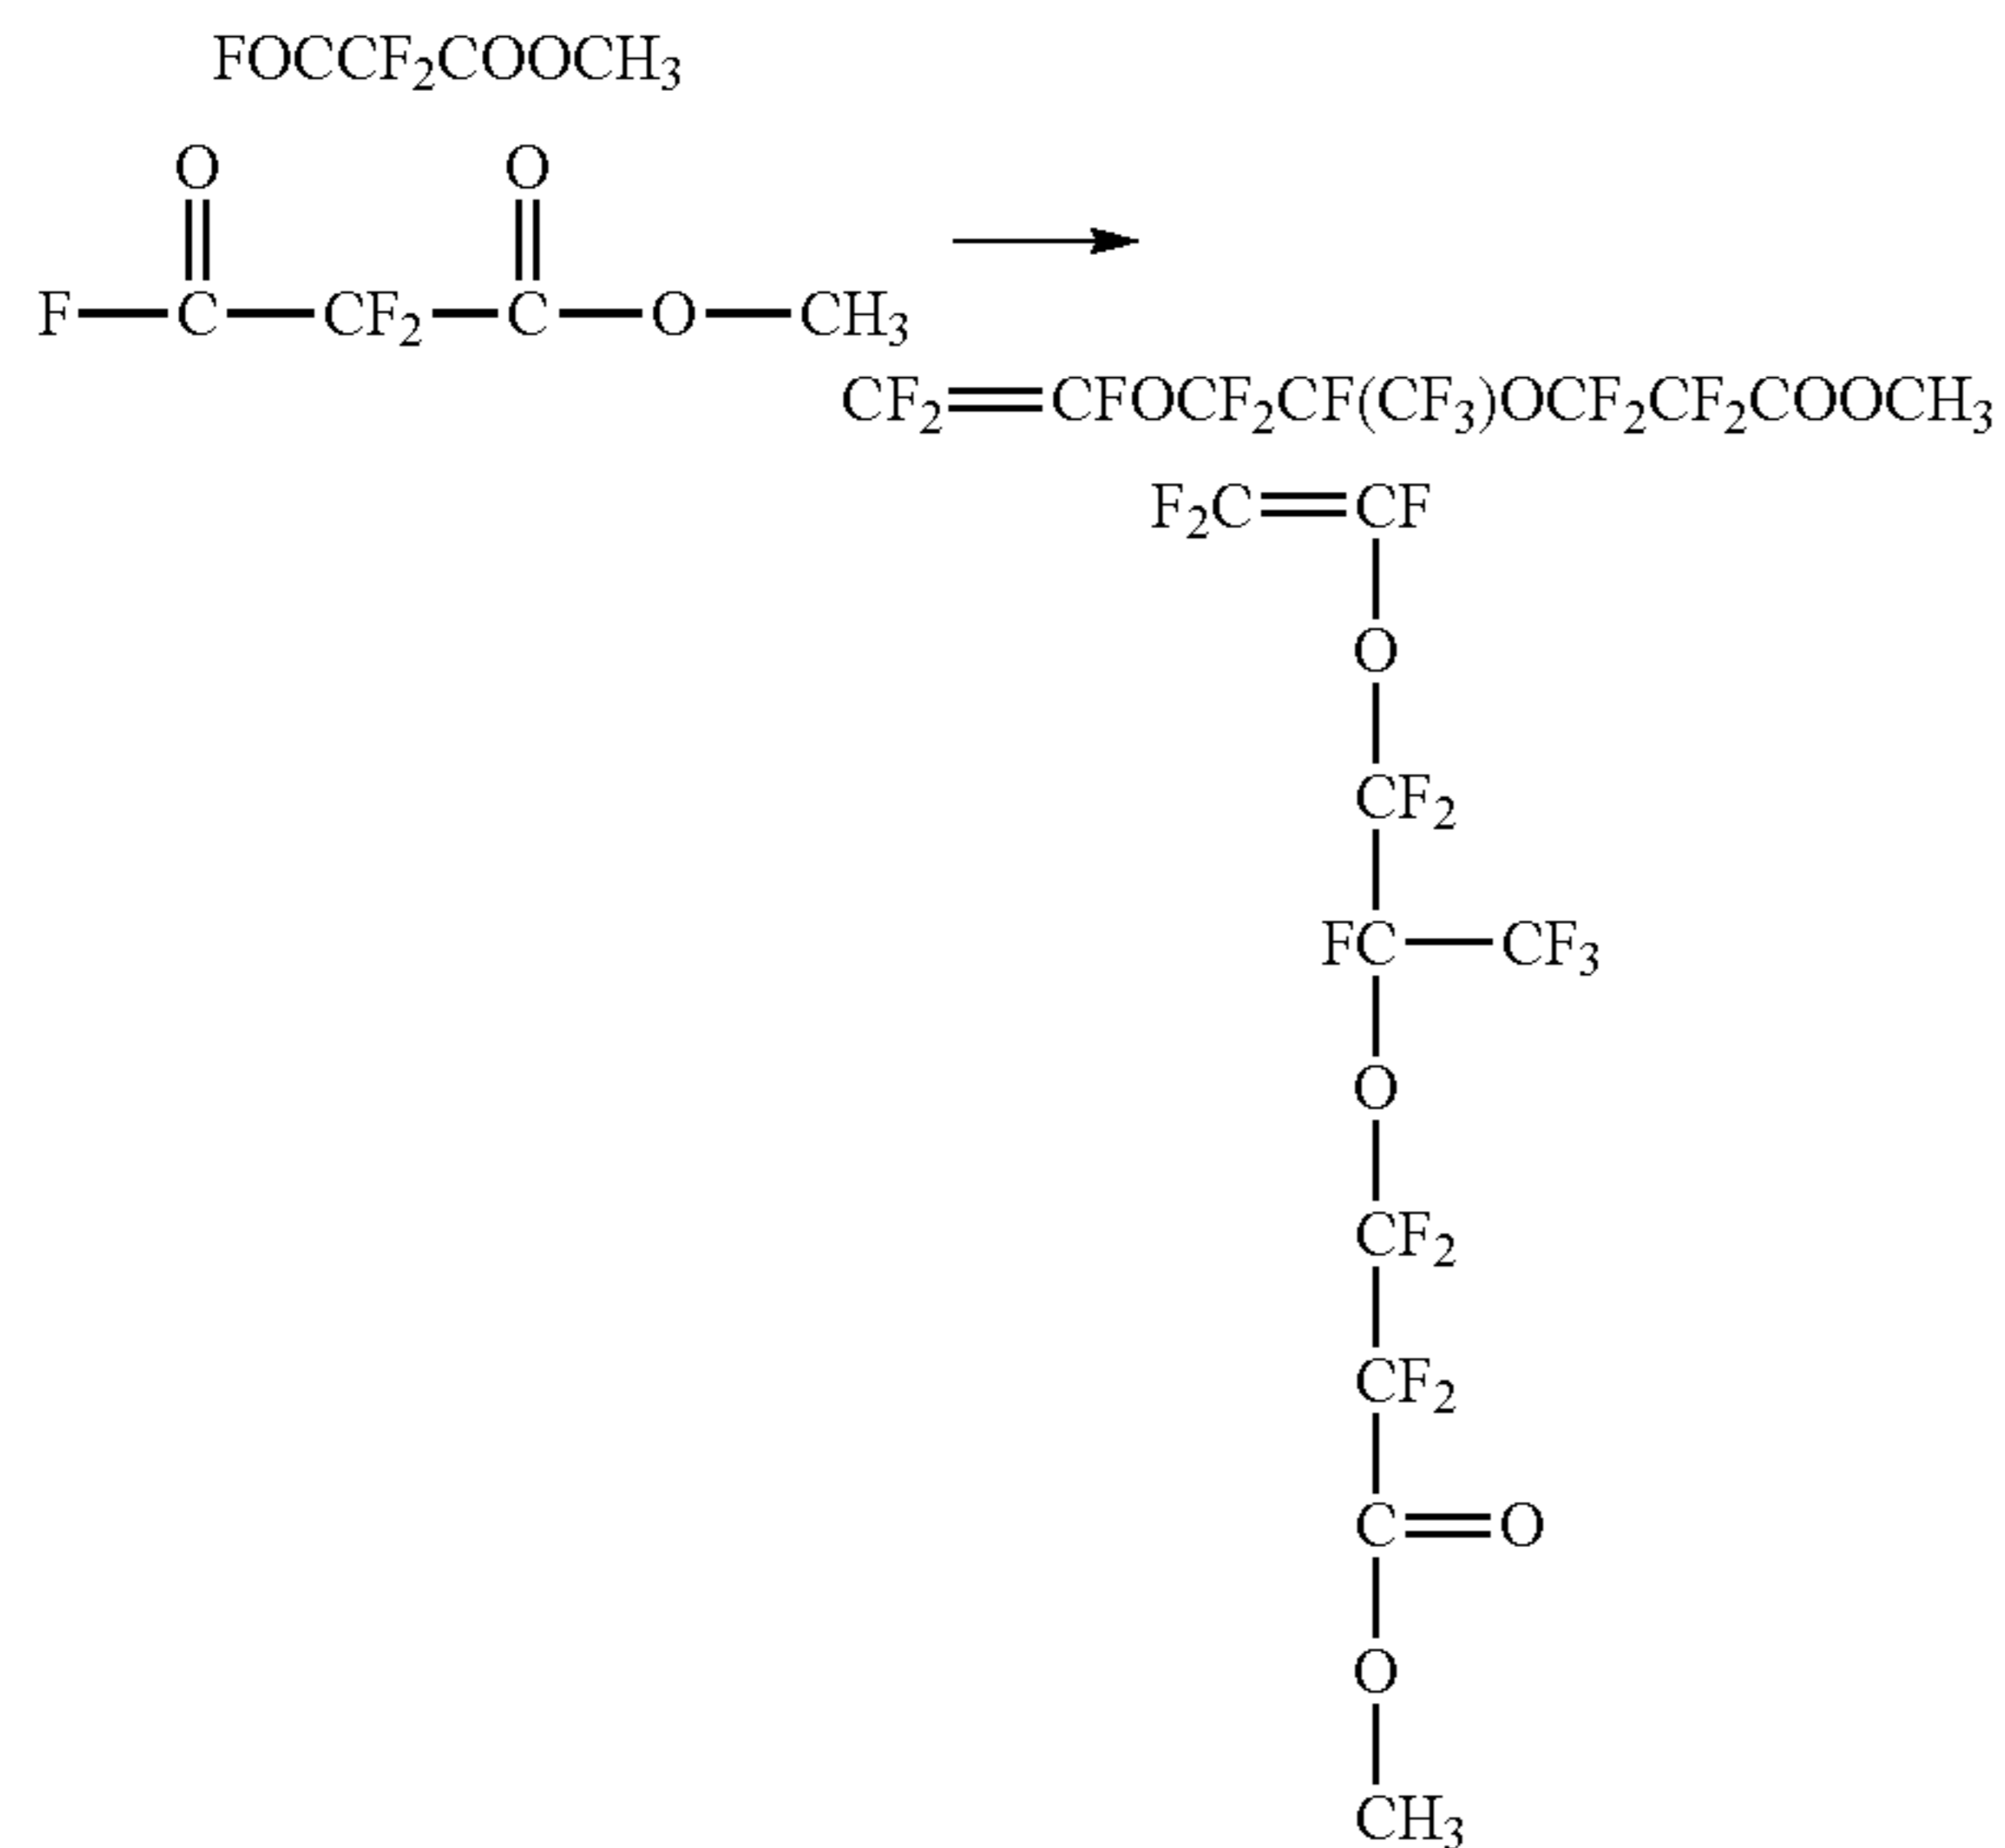 FOCCF₂COOCH₃
O O
F—C—CF₂—C—O—CH₃
CF₂=CFOCF₂CF(CF₃)OCF₂CF₂COOCH₃
F₂C=CF
O
CF₂
FC—CF₃
O
CF₂
CF₂
C=O
O
CH₃